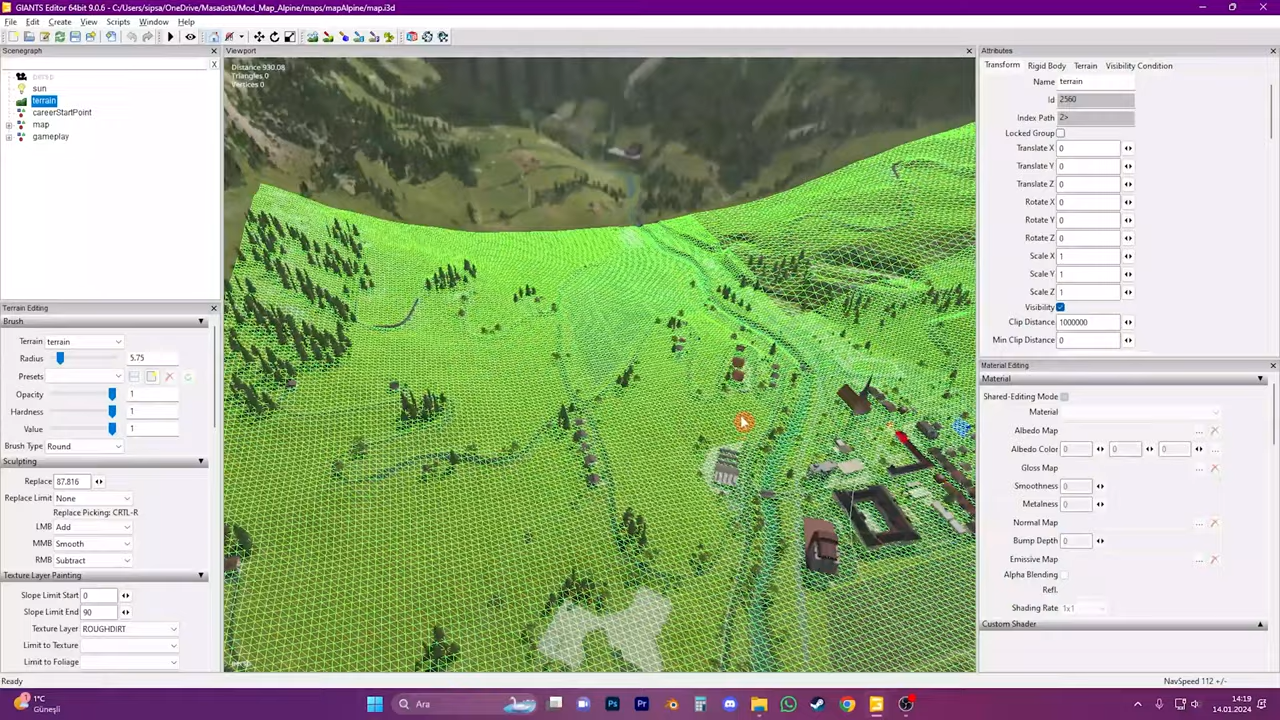 GIANTS Editor 64bit 9.0.6 - C:/Users/sipsa/OneDrive/Masaüstü/Mod_Map_Alpine/maps/mapAlpine/map.i3d
File Edit Create View Scripts Window Help
Scenegraph
X
persp
sun
terrain
careerStartPoint
map
gameplay
Terrain Editing
Brush
Terrain terrain
Radius 5.75
Presets
Opacity 1
Hardness 1
Value 1
Brush Type Round
Sculpting
Replace 87.816
Replace Limit None
Replace Picking: CRTL-R
LMB Add
MMB Smooth
RMB Subtract
Texture Layer Painting
Slope Limit Start 0
Slope Limit End 90
Texture Layer ROUGHDIRT
Limit to Texture
Limit to Foliage
Viewport
Distance 930.08
Triangles 0
Vertices 0
persp
Attributes
Transform Rigid Body Terrain Visibility Condition
Name terrain
Id 2560
Index Path 2>
Locked Group
Translate X 0
Translate Y 0
Translate Z 0
Rotate X 0
Rotate Y 0
Rotate Z 0
Scale X 1
Scale Y 1
Scale Z 1
Visibility
Clip Distance 1000000
Min Clip Distance 0
Material Editing
Material
Shared-Editing Mode
Material
Albedo Map ...
Albedo Color 0 0 0 ...
Gloss Map ...
Smoothness 0
Metalness 0
Normal Map ...
Bump Depth 0
Emissive Map ...
Alpha Blending
Refl.
Shading Rate 1x1
Custom Shader
Ready
NavSpeed 112 +/-
1°C
Güneşli
Ara
14:19
14.01.2024